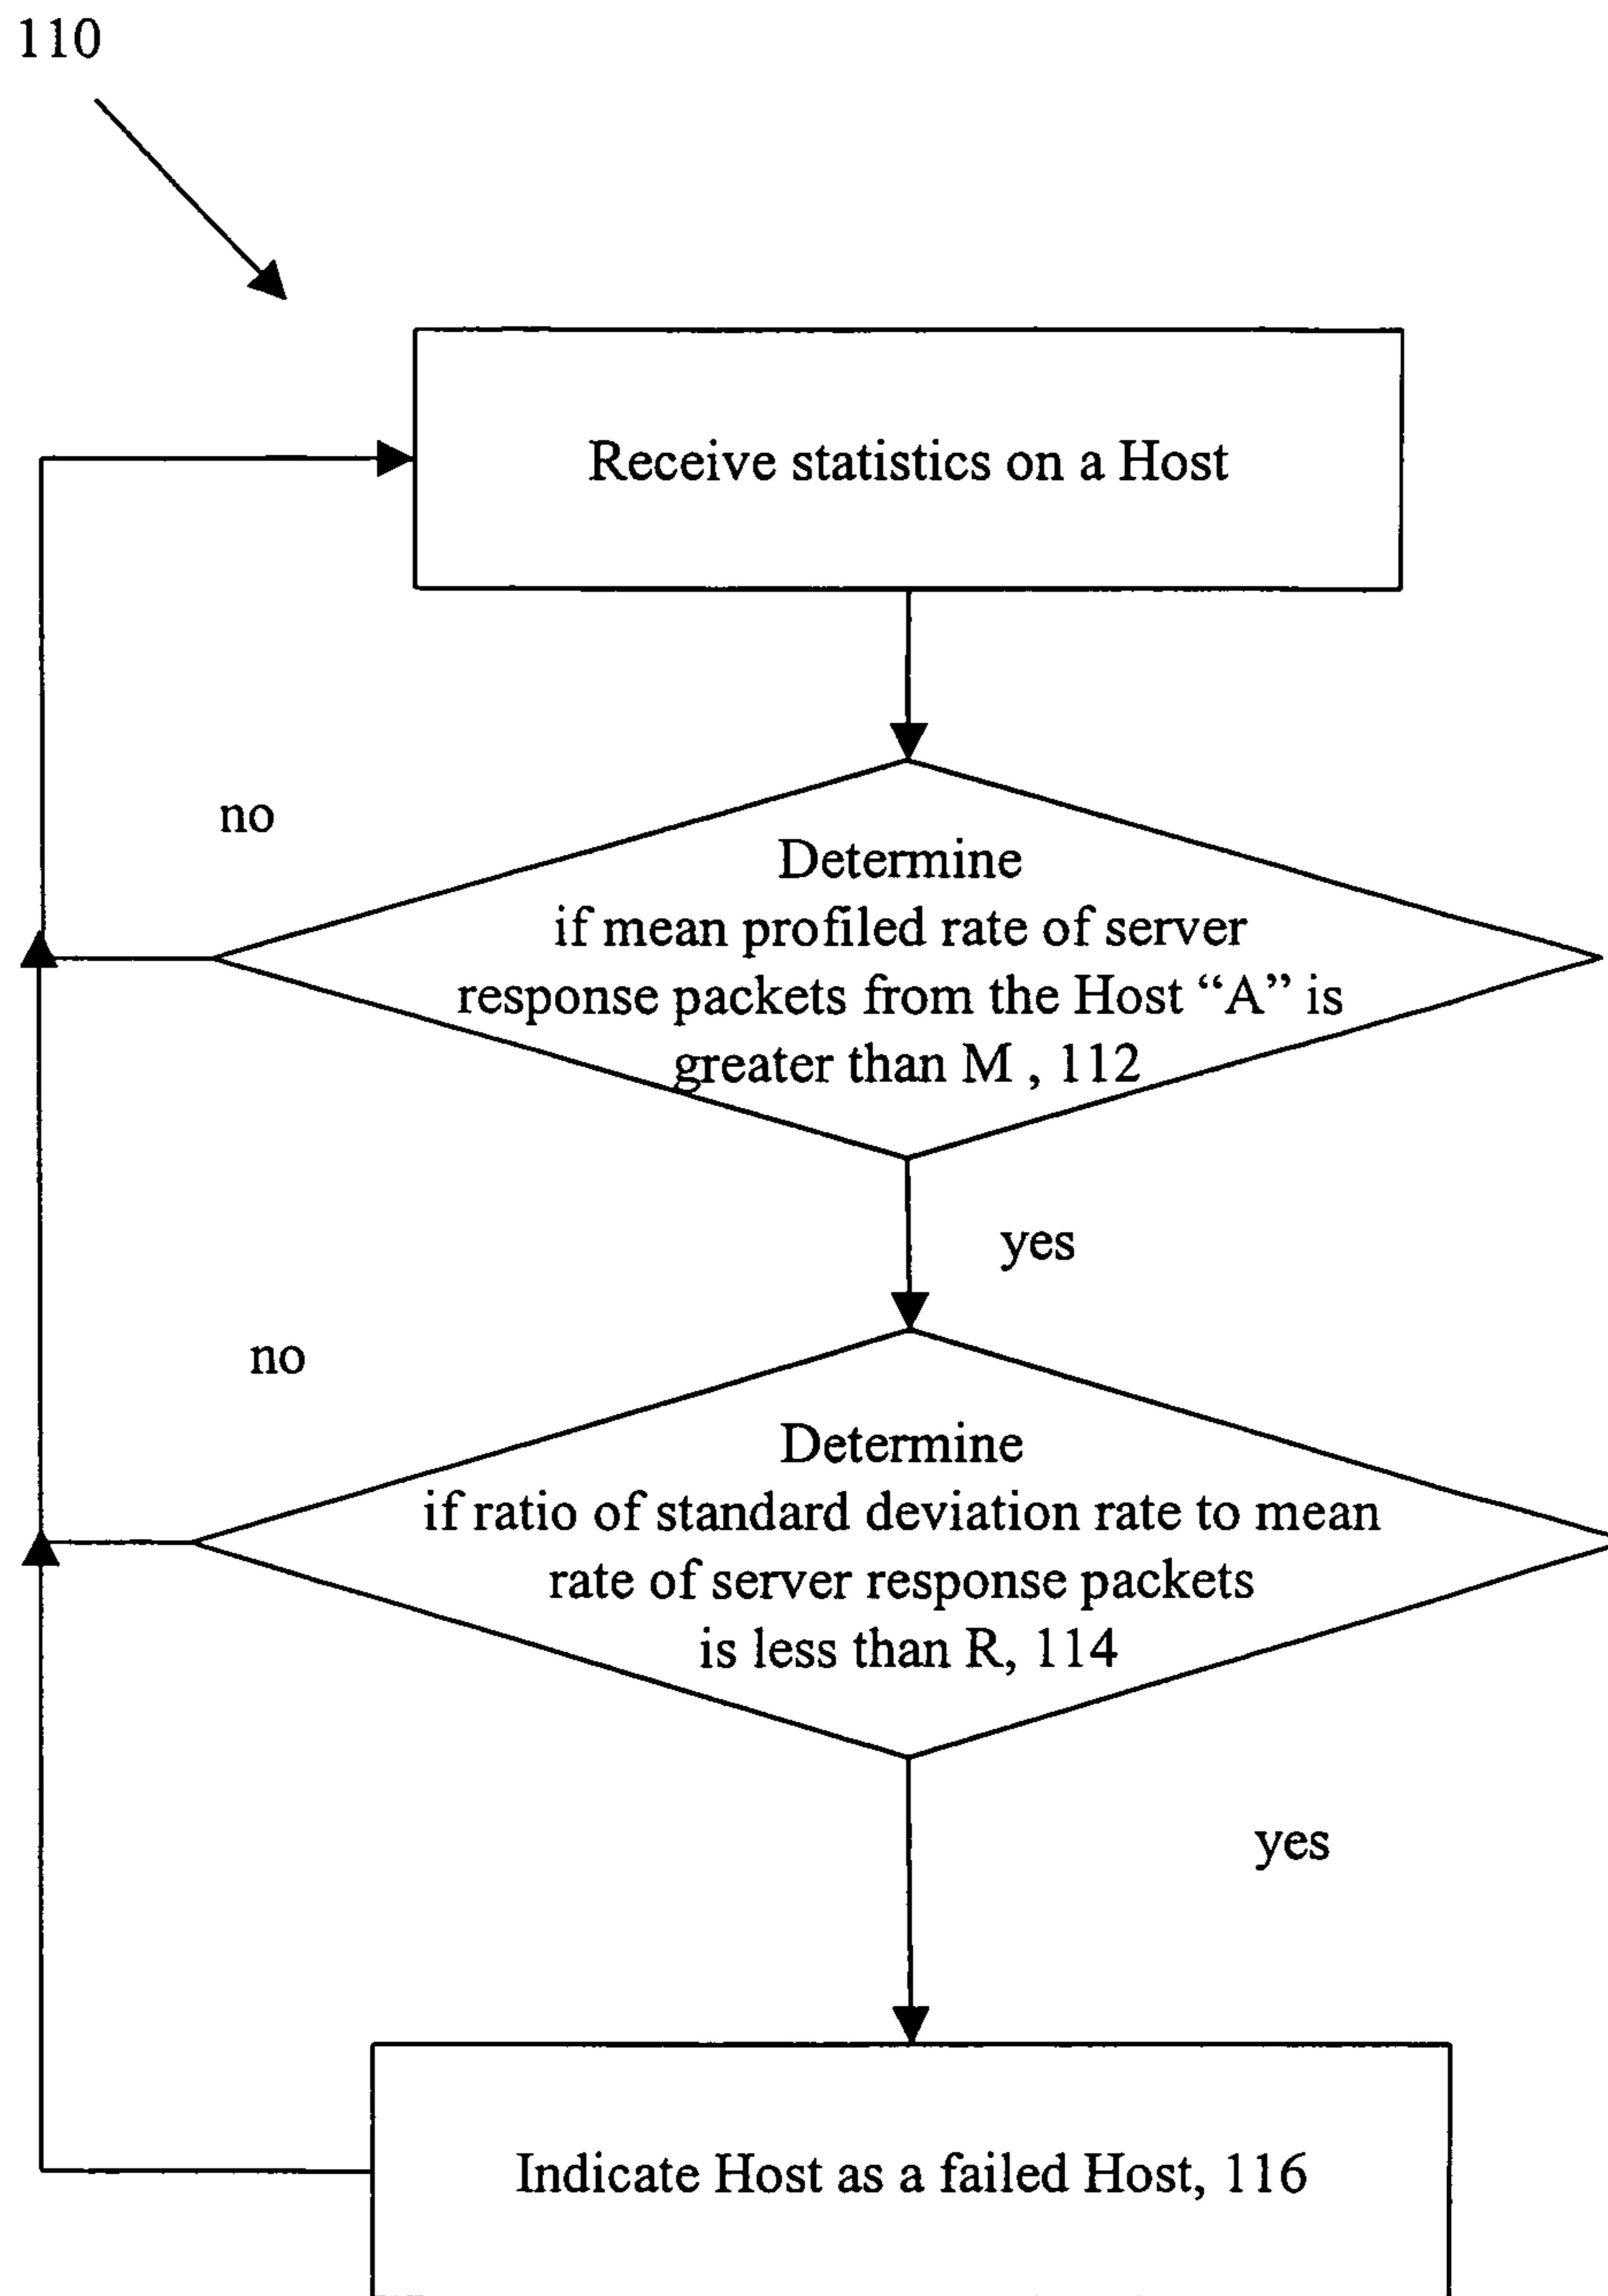 110
Receive statistics on a Host
no
Determine
if mean profiled rate of server
response packets from the Host “A” is
greater than M , 112
yes
no
Determine
if ratio of standard deviation rate to mean
rate of server response packets
is less than R, 114
yes
Indicate Host as a failed Host, 116